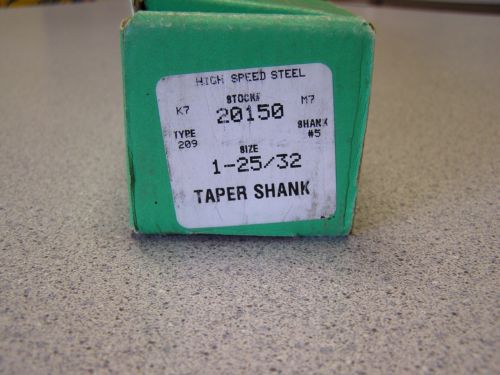 HIGH SPEED STEEL
STOCK#
K7 20150 M7
TYPE SHANK
209 #5
SIZE
1-25/32
TAPER SHANK